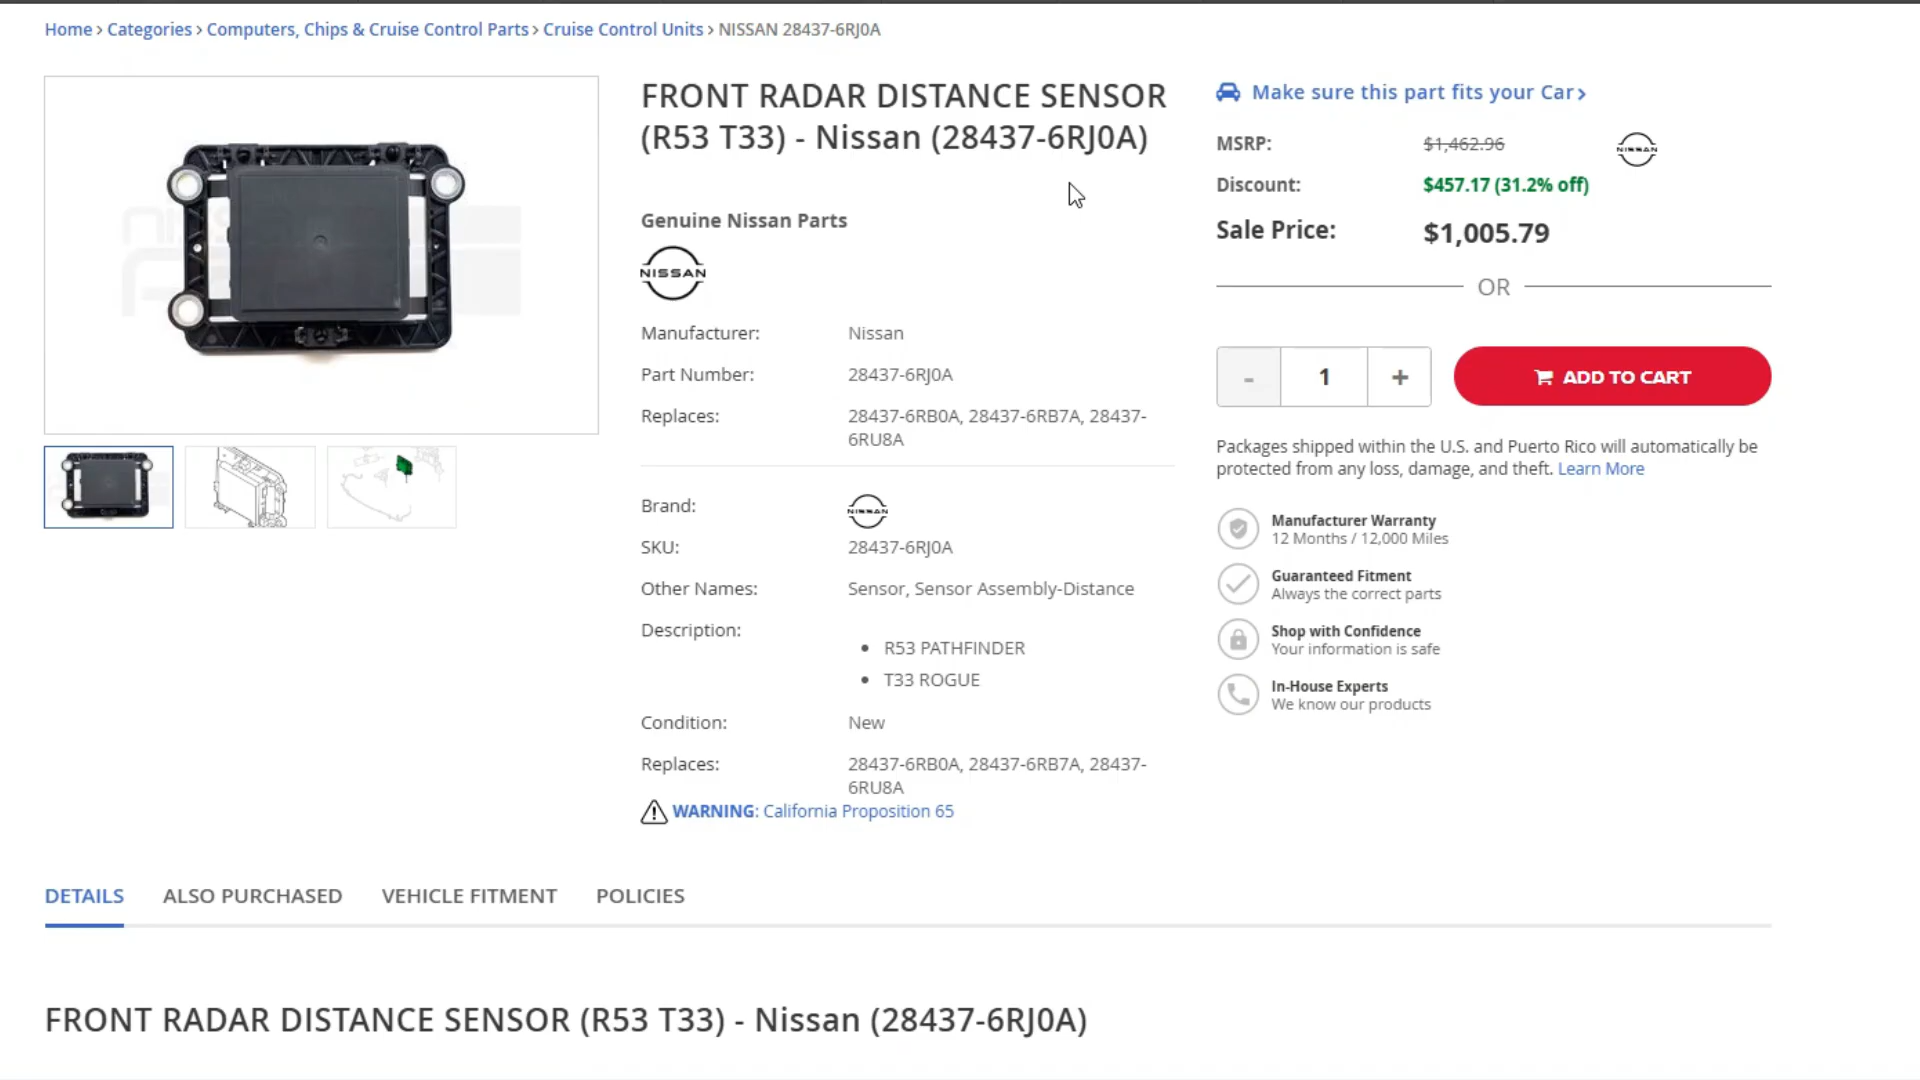 Home > Categories > Computers, Chips & Cruise Control Parts > Cruise Control Units > NISSAN 28437-6RJ0A
FRONT RADAR DISTANCE SENSOR
(R53 T33) - Nissan (28437-6RJ0A)
Genuine Nissan Parts
NISSAN
Manufacturer: Nissan
Part Number: 28437-6RJ0A
Replaces: 28437-6RB0A, 28437-6RB7A, 28437-
6RU8A
Brand: NISSAN
SKU: 28437-6RJ0A
Other Names: Sensor, Sensor Assembly-Distance
Description:
• R53 PATHFINDER
• T33 ROGUE
Condition: New
Replaces: 28437-6RB0A, 28437-6RB7A, 28437-
6RU8A
WARNING: California Proposition 65
Make sure this part fits your Car >
MSRP: $1,462.96
NISSAN
Discount: $457.17 (31.2% off)
Sale Price: $1,005.79
OR
- 1 + ADD TO CART
Packages shipped within the U.S. and Puerto Rico will automatically be
protected from any loss, damage, and theft. Learn More
Manufacturer Warranty
12 Months / 12,000 Miles
Guaranteed Fitment
Always the correct parts
Shop with Confidence
Your information is safe
In-House Experts
We know our products
DETAILS ALSO PURCHASED VEHICLE FITMENT POLICIES
FRONT RADAR DISTANCE SENSOR (R53 T33) - Nissan (28437-6RJ0A)